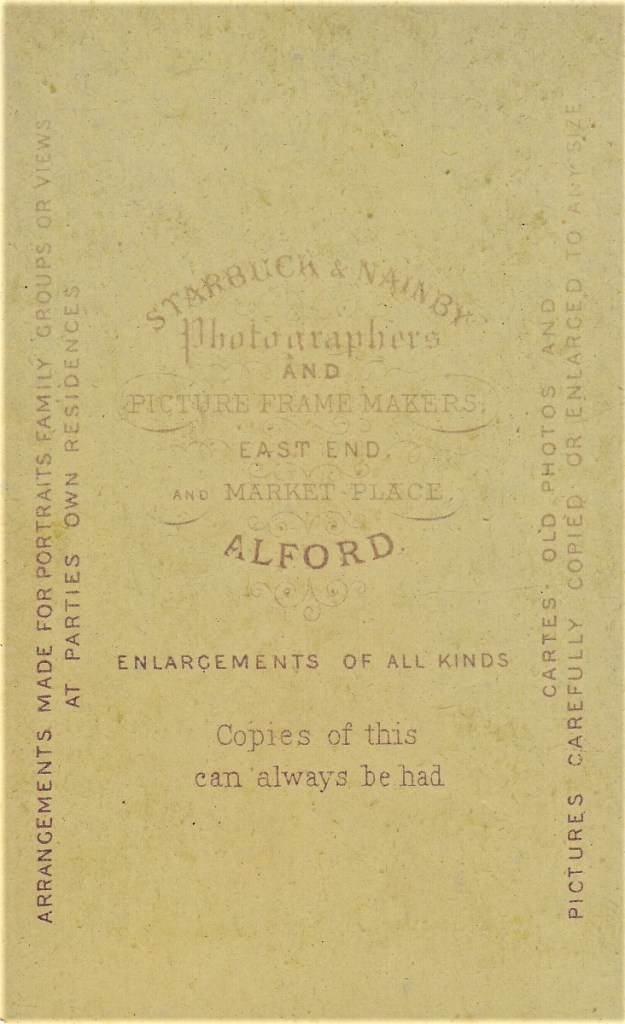 ARRANGEMENTS MADE FOR PORTRAITS FAMILY GROUPS OR VIEWS
AT PARTIES OWN RESIDENCES
STARBUCK & NAINBY
Photographers
AND
PICTURE FRAME MAKERS,
EAST END,
AND MARKET-PLACE,
ALFORD.
ENLARGEMENTS OF ALL KINDS
Copies of this
can always be had
CARTES. OLD PHOTOS AND
PICTURES CAREFULLY COPIED OR ENLARGED TO ANY SIZE